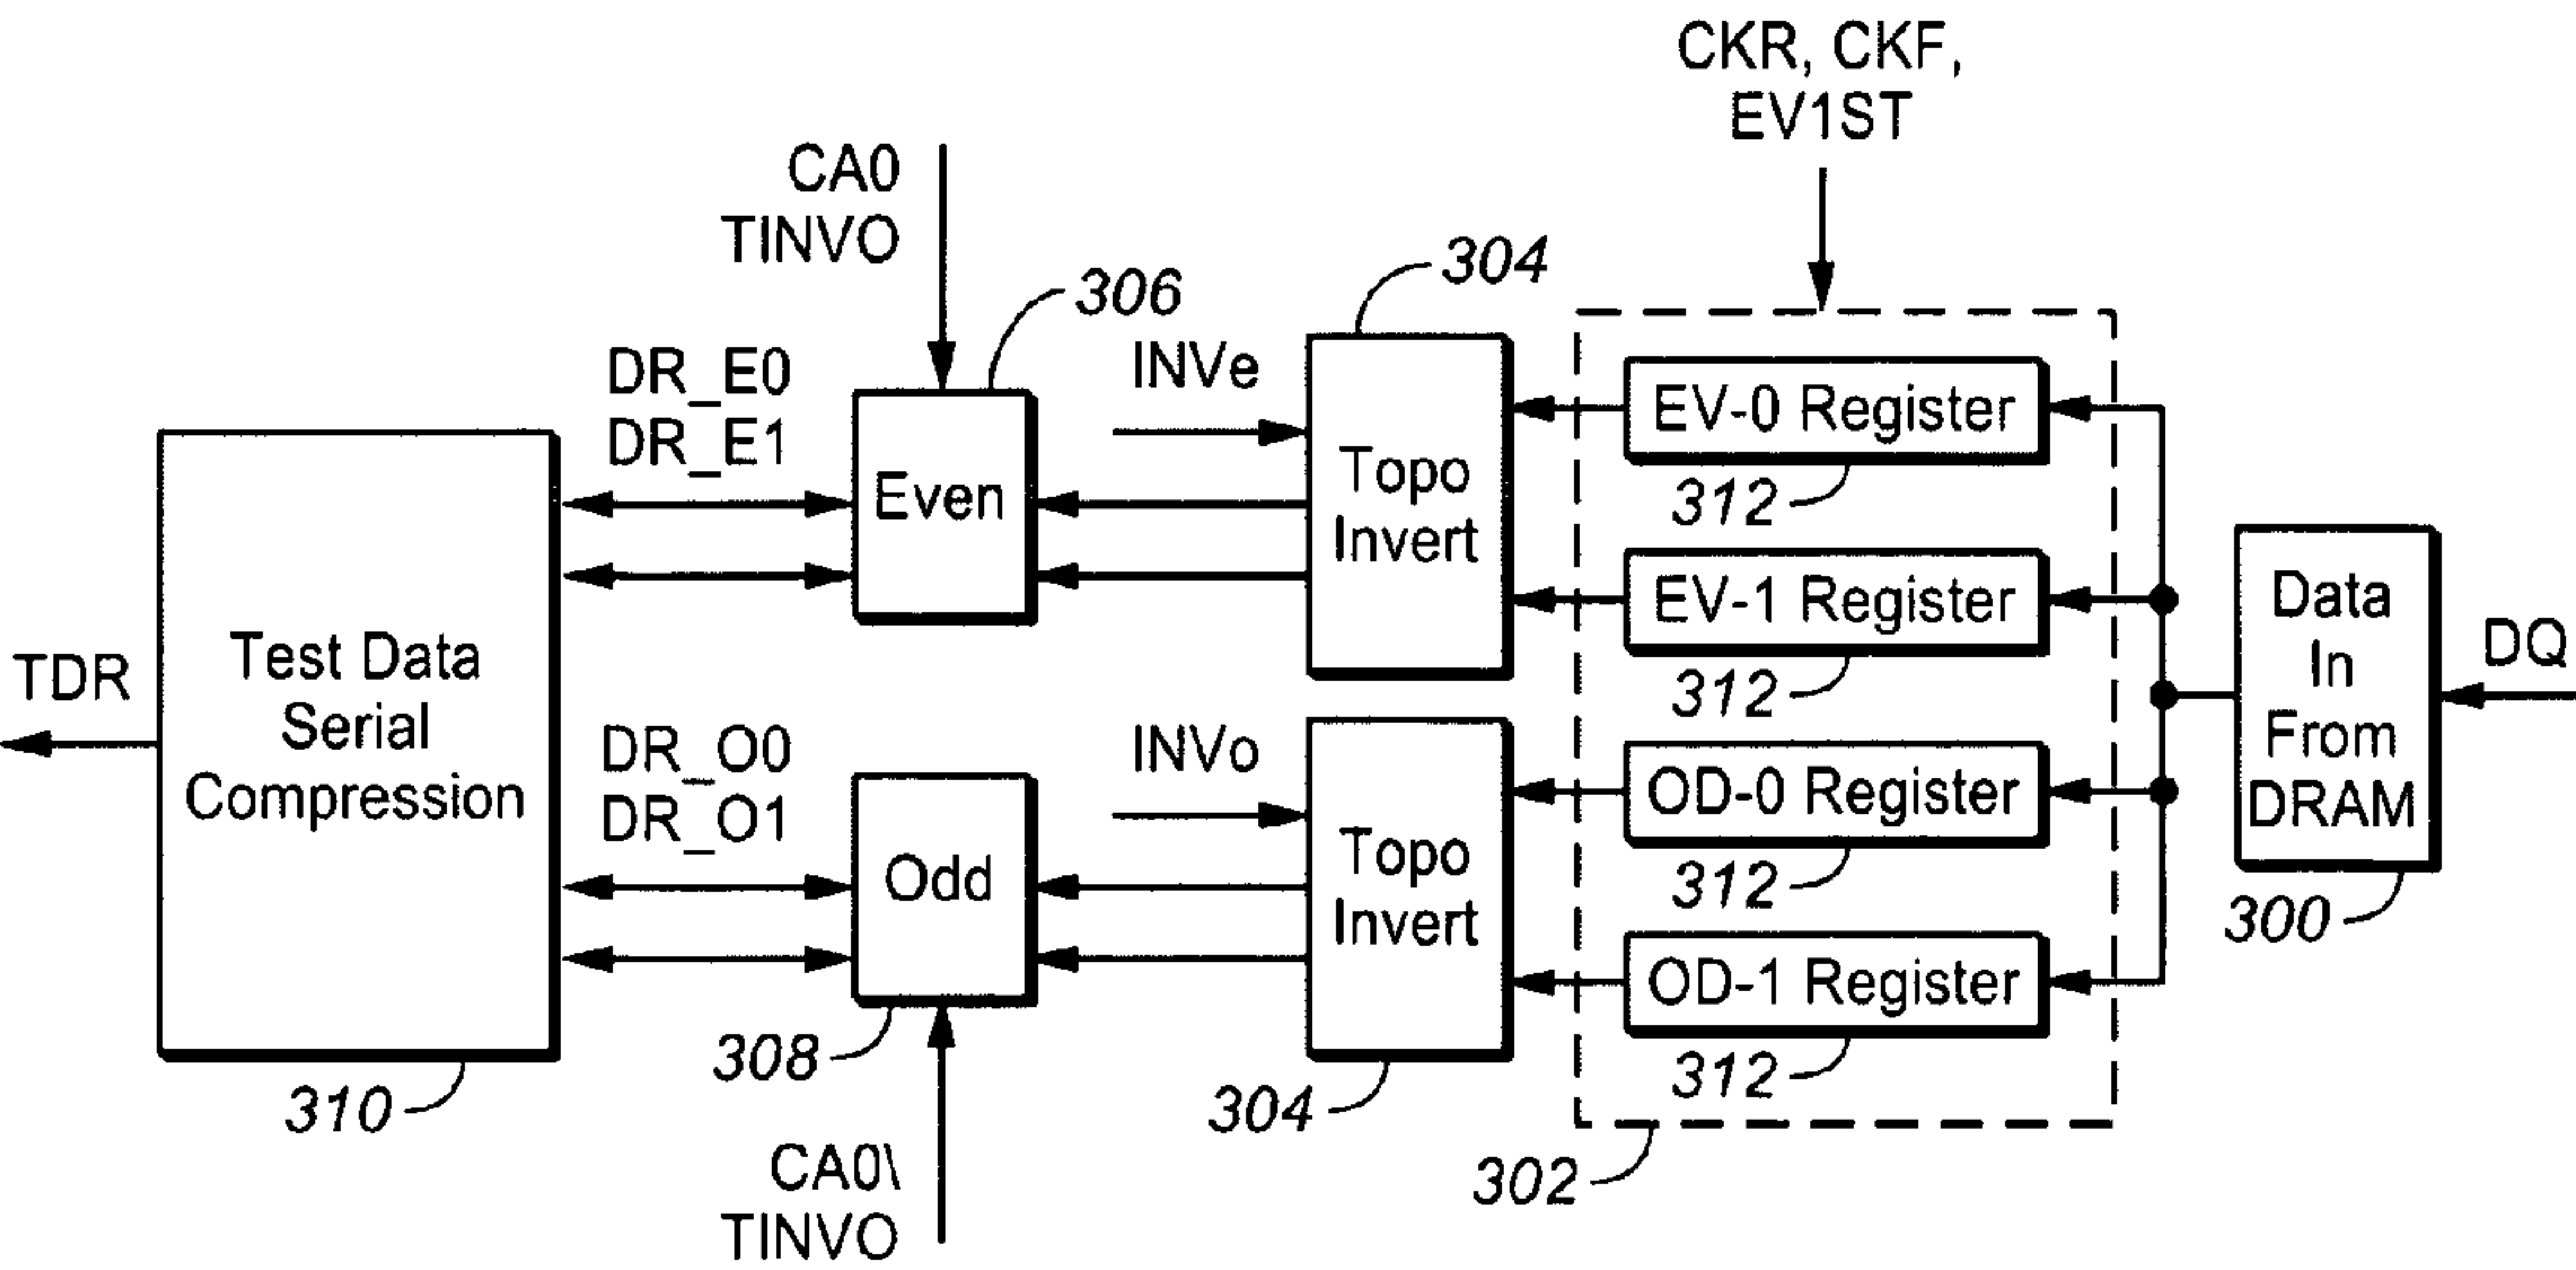 CKR, CKF,
EV1ST
CA0
TINVO
306
304
INVe
DR_E0
DR_E1
Even
Topo
Invert
EV-0 Register
312
EV-1 Register
312
Data
In
From
DRAM
300
DQ
TDR
Test Data
Serial
Compression
310
DR_O0
DR_O1
Odd
308
INVo
Topo
Invert
304
OD-0 Register
312
OD-1 Register
312
302
CA0\
TINVO